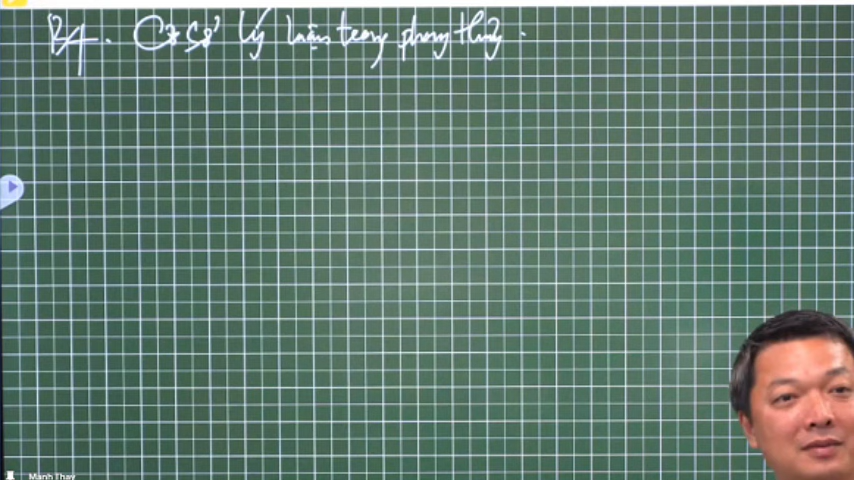 B4. Cơ sở lý luận trong phong thủy.
Manh Thay